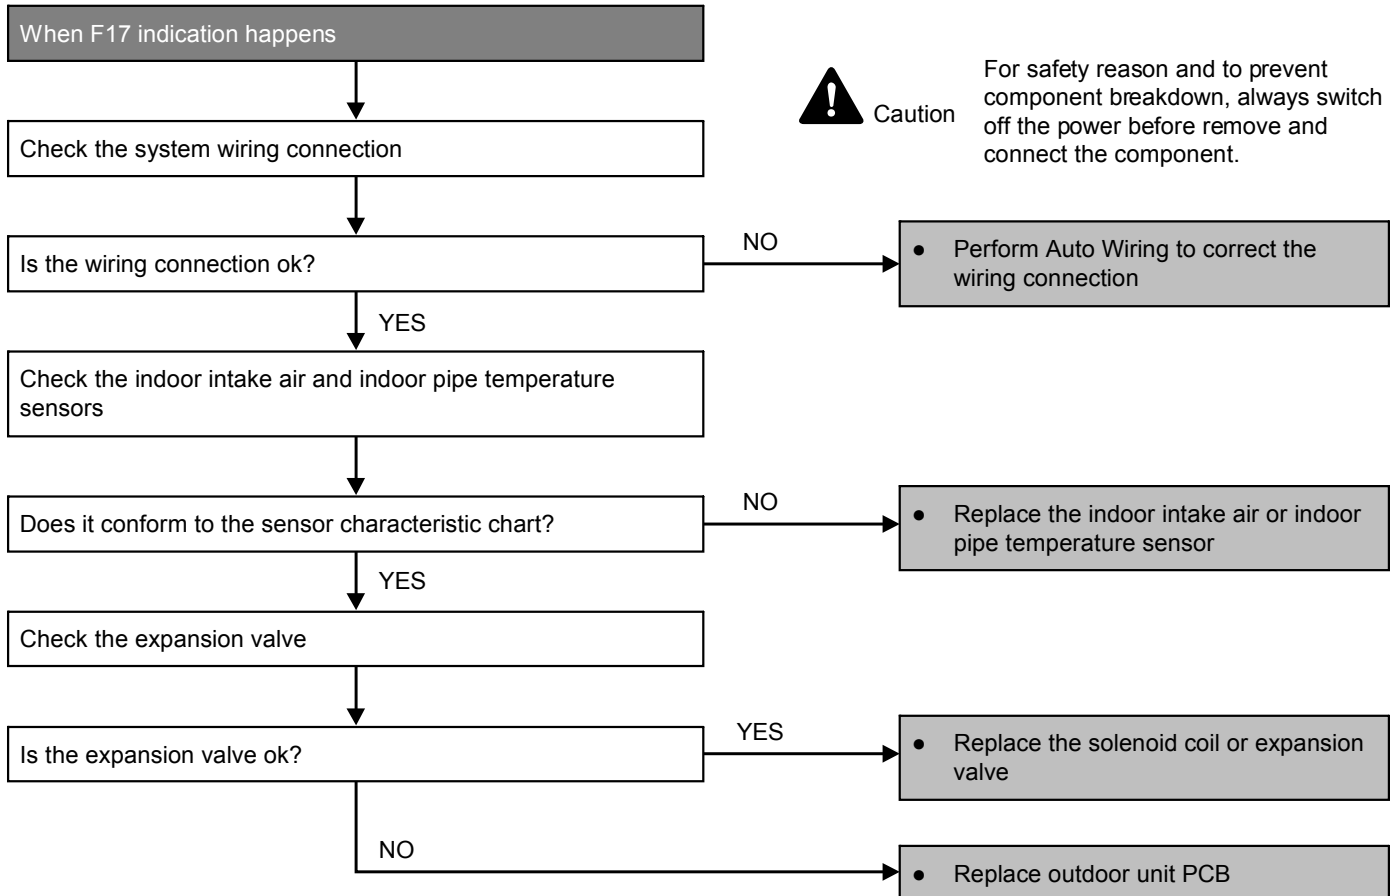 When F17 indication happens
Caution
For safety reason and to prevent
component breakdown, always switch
off the power before remove and
connect the component.
Check the system wiring connection
Is the wiring connection ok?
NO
● Perform Auto Wiring to correct the
wiring connection
YES
Check the indoor intake air and indoor pipe temperature
sensors
Does it conform to the sensor characteristic chart?
NO
● Replace the indoor intake air or indoor
pipe temperature sensor
YES
Check the expansion valve
Is the expansion valve ok?
YES
● Replace the solenoid coil or expansion
valve
NO
● Replace outdoor unit PCB